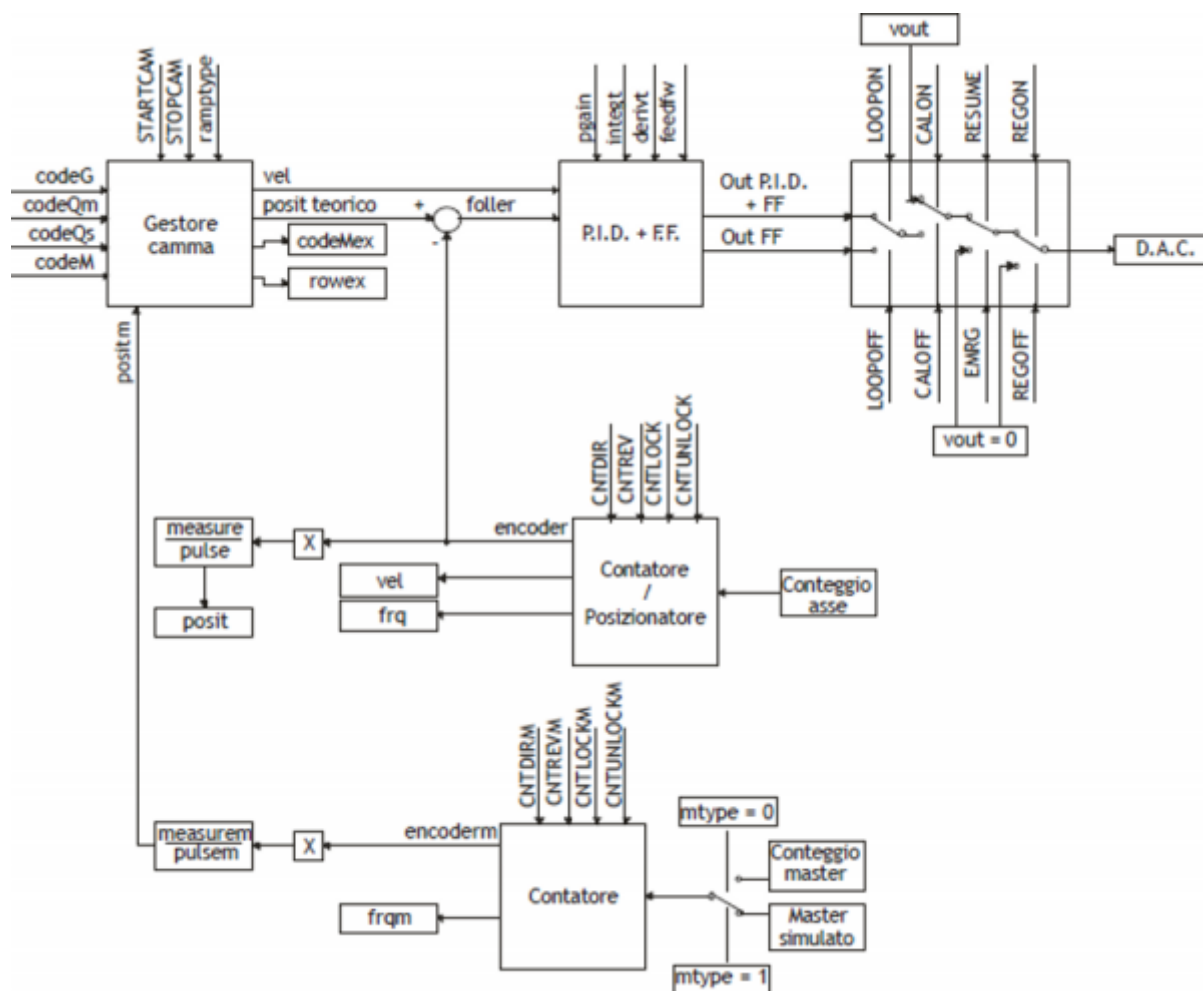 vout
STARTCAM
STOPCAM
ramptype
pgain
integt
derivt
feedfw
LOOPON
CALON
RESUME
REGON
codeG
codeQm
codeQs
codeM
Gestore
camma
vel
posit teorico
+
-
foller
codeMex
rowex
P.I.D. + F.F.
Out P.I.D.
+ FF
Out FF
D.A.C.
LOOPOFF
CALOFF
EMRG
REGOFF
vout = 0
positm
CNTDIR
CNTREV
CNTLOCK
CNTUNLOCK
measure
pulse
X
encoder
posit
vel
frq
Contatore
/
Posizionatore
Conteggio
asse
CNTDIRM
CNTREVM
CNTLOCKM
CNTUNLOCKM
measurem
pulsem
X
encoderm
frqm
Contatore
mtype = 0
Conteggio
master
Master
simulato
mtype = 1